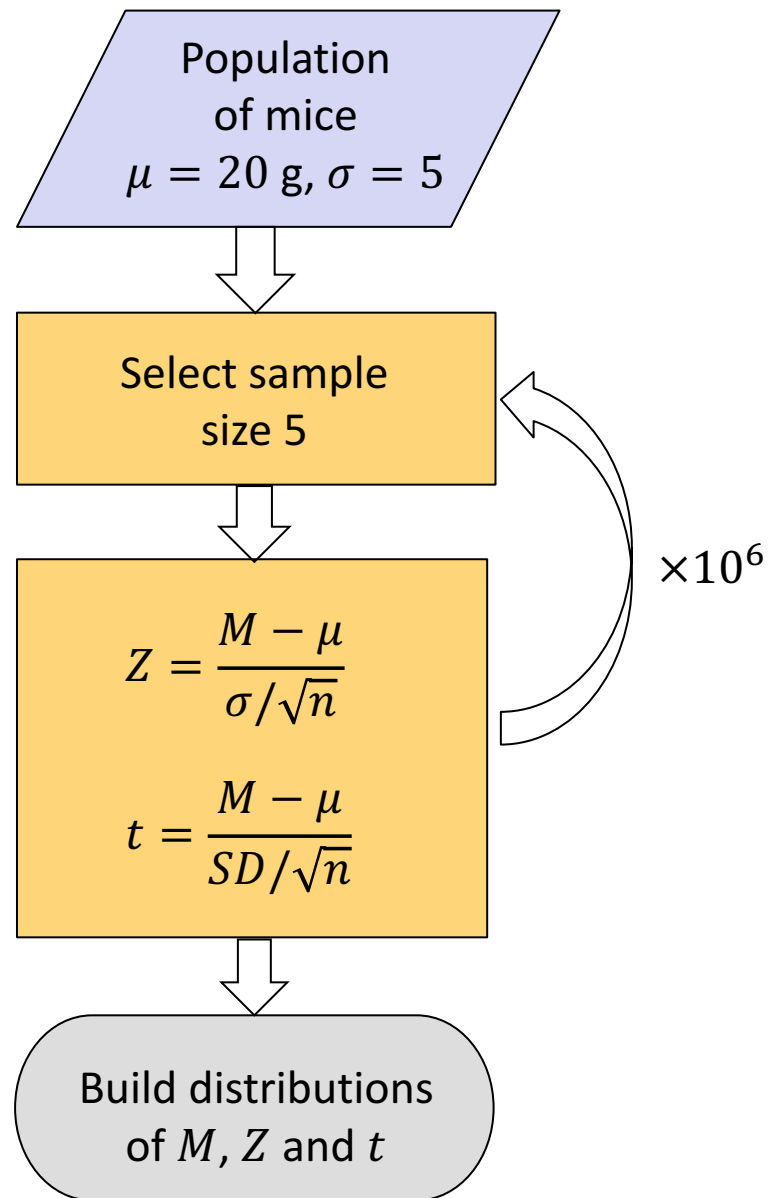 Population
of mice
μ = 20 g, σ = 5
Select sample
size 5
Z = (M − μ) / (σ/√n)
t = (M − μ) / (SD/√n)
×10⁶
Build distributions
of M, Z and t